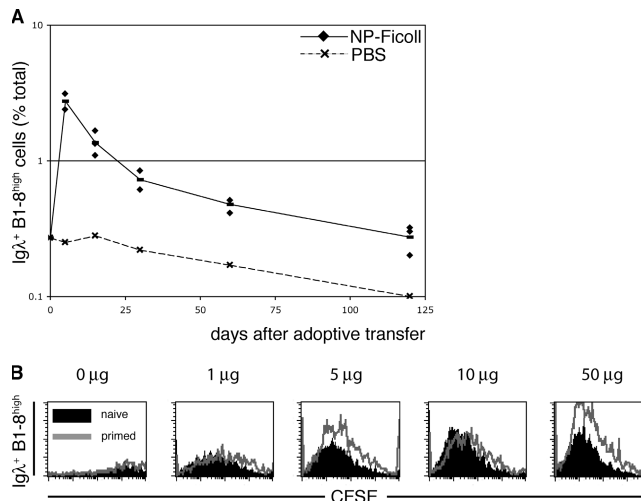 A
10
1
0.1
Igλ+ B1-8high cells (% total)
NP-Ficoll
PBS
0 25 50 75 100 125
days after adoptive transfer
B
0 µg 1 µg 5 µg 10 µg 50 µg
Igλ+ B1-8high
naive
primed
CFSE